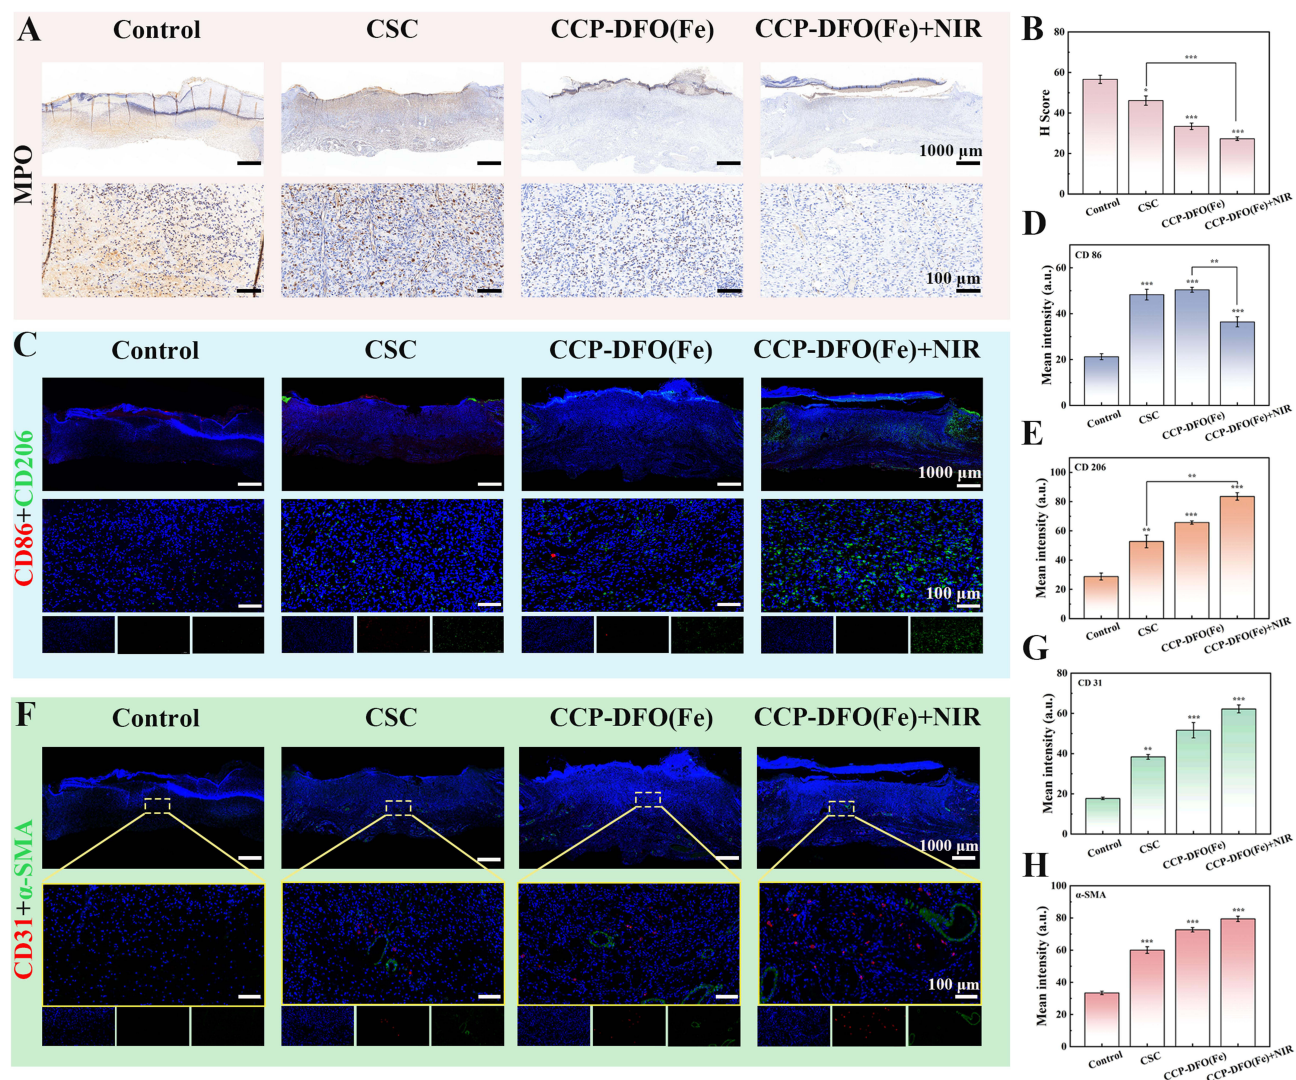 A
Control
CSC
CCP-DFO(Fe)
CCP-DFO(Fe)+NIR
MPO
1000 μm
100 μm
B
H Score
80
60
40
20
0
*
***
***
***
Control
CSC
CCP-DFO(Fe)
CCP-DFO(Fe)+NIR
C
Control
CSC
CCP-DFO(Fe)
CCP-DFO(Fe)+NIR
CD86+CD206
1000 μm
100 μm
D
CD 86
Mean intensity (a.u.)
60
40
20
0
***
***
**
***
Control
CSC
CCP-DFO(Fe)
CCP-DFO(Fe)+NIR
E
CD 206
Mean intensity (a.u.)
100
80
60
40
20
0
**
***
**
***
Control
CSC
CCP-DFO(Fe)
CCP-DFO(Fe)+NIR
F
Control
CSC
CCP-DFO(Fe)
CCP-DFO(Fe)+NIR
CD31+α-SMA
1000 μm
100 μm
G
CD 31
Mean intensity (a.u.)
80
60
40
20
0
**
***
***
Control
CSC
CCP-DFO(Fe)
CCP-DFO(Fe)+NIR
H
α-SMA
Mean intensity (a.u.)
100
80
60
40
20
0
***
***
***
Control
CSC
CCP-DFO(Fe)
CCP-DFO(Fe)+NIR